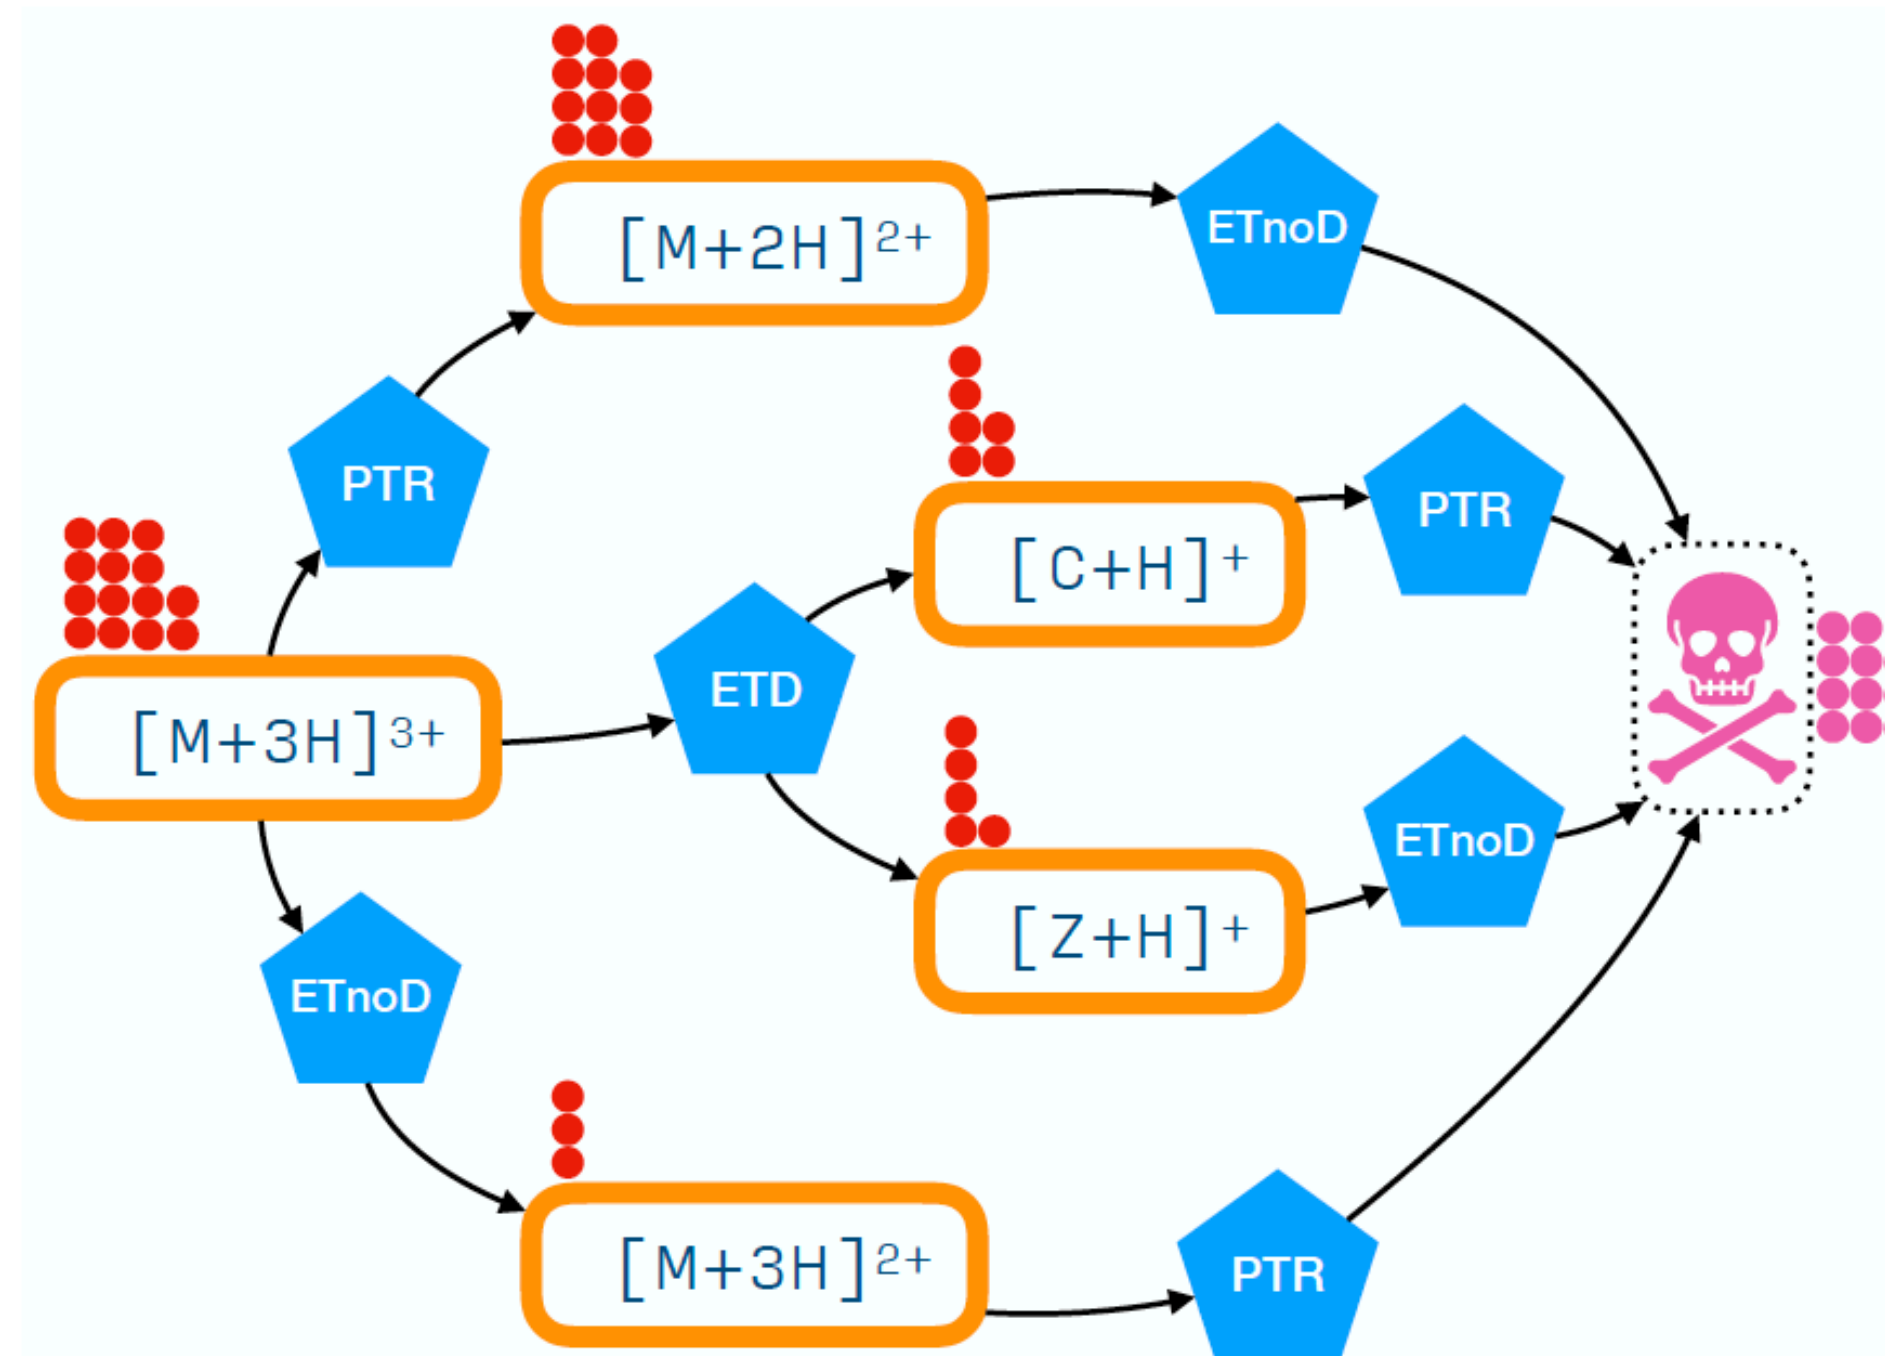 [M+2H]²⁺
ETnoD
PTR
[C+H]⁺
PTR
[M+3H]³⁺
ETD
[Z+H]⁺
ETnoD
ETnoD
[M+3H]²⁺
PTR